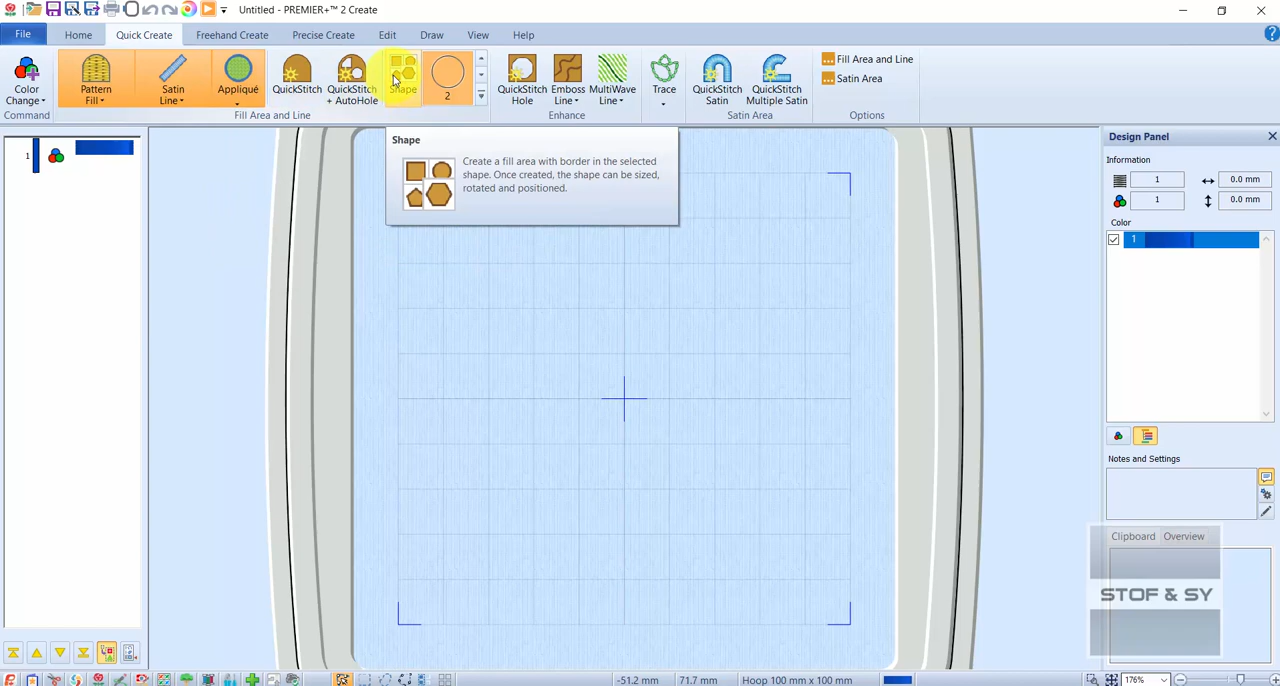 Untitled - PREMIER+™ 2 Create
File
Home
Quick Create
Freehand Create
Precise Create
Edit
Draw
View
Help
Color
Change
Pattern
Fill
Satin
Line
Appliqué
QuickStitch
QuickStitch
+ AutoHole
Shape
2
QuickStitch
Hole
Emboss
Line
MultiWave
Line
Trace
QuickStitch
Satin
QuickStitch
Multiple Satin
Fill Area and Line
Satin Area
Command
Fill Area and Line
Enhance
Satin Area
Options
1
Shape
Create a fill area with border in the selected
shape. Once created, the shape can be sized,
rotated and positioned.
Design Panel
Information
1
0.0 mm
1
0.0 mm
Color
1
Notes and Settings
Clipboard
Overview
STOF & SY
-51.2 mm
71.7 mm
Hoop 100 mm x 100 mm
176%